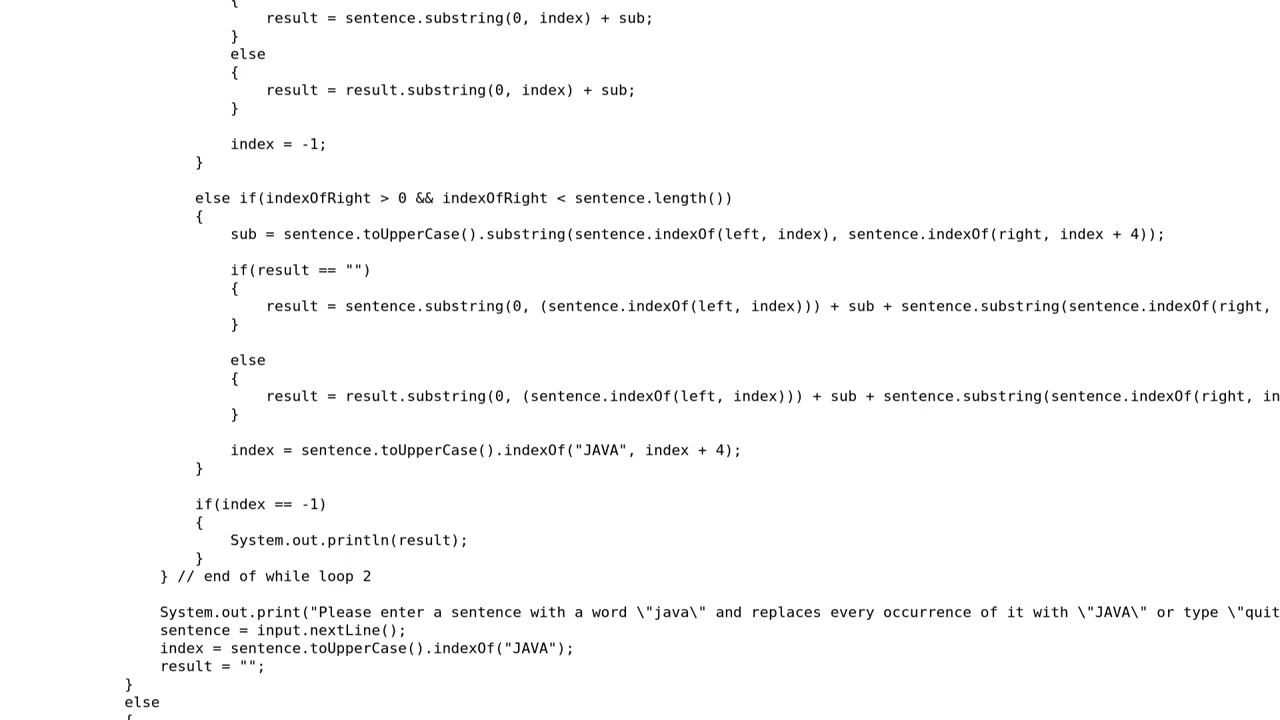 {
result = sentence.substring(0, index) + sub;
}
else
{
result = result.substring(0, index) + sub;
}
index = -1;
}
else if(indexOfRight > 0 && indexOfRight < sentence.length())
{
sub = sentence.toUpperCase().substring(sentence.indexOf(left, index), sentence.indexOf(right, index + 4));
if(result == "")
{
result = sentence.substring(0, (sentence.indexOf(left, index))) + sub + sentence.substring(sentence.indexOf(right,
}
else
{
result = result.substring(0, (sentence.indexOf(left, index))) + sub + sentence.substring(sentence.indexOf(right, in
}
index = sentence.toUpperCase().indexOf("JAVA", index + 4);
}
if(index == -1)
{
System.out.println(result);
}
} // end of while loop 2
System.out.print("Please enter a sentence with a word \"java\" and replaces every occurrence of it with \"JAVA\" or type \"quit
sentence = input.nextLine();
index = sentence.toUpperCase().indexOf("JAVA");
result = "";
}
else
{